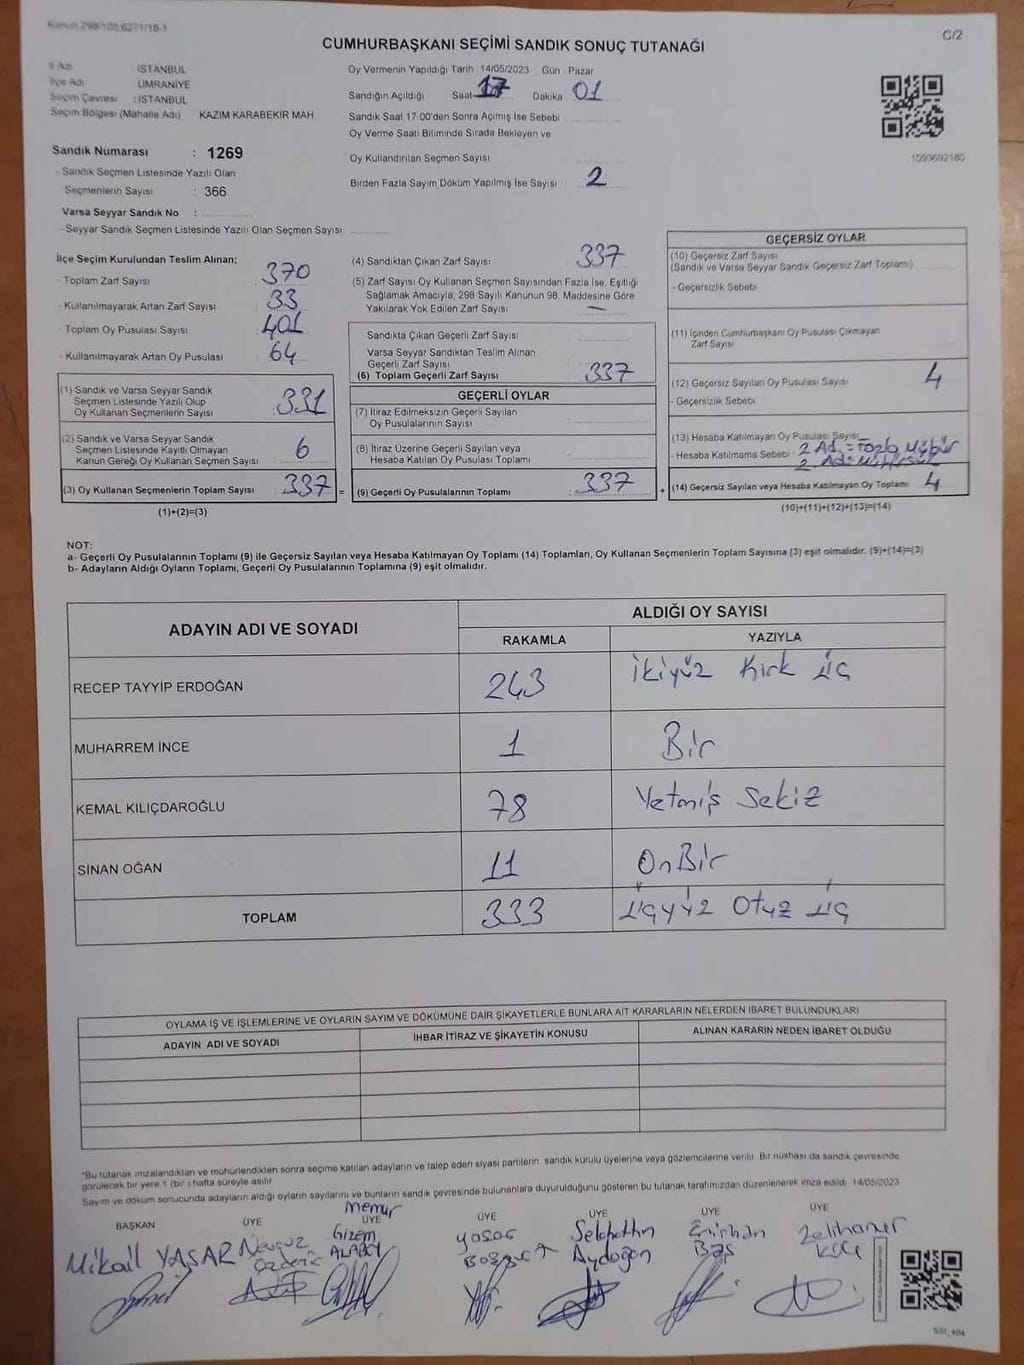 Kanun 298/105;6271/18-1
C/2
CUMHURBAŞKANI SEÇİMİ SANDIK SONUÇ TUTANAĞI
İl Adı : İSTANBUL
İlçe Adı : ÜMRANİYE
Seçim Çevresi : İSTANBUL
Seçim Bölgesi (Mahalle Adı) KAZIM KARABEKİR MAH
Oy Vermenin Yapıldığı Tarih : 14/05/2023 Gün Pazar
Sandığın Açıldığı Saat 17 Dakika 01
Sandık Saat 17:00'den Sonra Açımış İse Sebebi
Oy Verme Saati Bitiminde Sırada Bekleyen ve
Oy Kullandırılan Seçmen Sayısı
Birden Fazla Sayım Döküm Yapılmış İse Sayısı : 2
1093692160
Sandık Numarası : 1269
- Sandık Seçmen Listesinde Yazılı Olan
Seçmenlerin Sayısı : 366
Varsa Seyyar Sandık No :
- Seyyar Sandık Seçmen Listesinde Yazılı Olan Seçmen Sayısı:
İlçe Seçim Kurulundan Teslim Alınan;
- Toplam Zarf Sayısı : 370
- Kullanılmayarak Artan Zarf Sayısı : 33
- Toplam Oy Pusulası Sayısı : 401
- Kullanılmayarak Artan Oy Pusulası : 64
(1) Sandık ve Varsa Seyyar Sandık
Seçmen Listesinde Yazılı Olup
Oy Kullanan Seçmenlerin Sayısı : 331
(2) Sandık ve Varsa Seyyar Sandık
Seçmen Listesinde Kayıtlı Olmayan
Kanun Gereği Oy Kullanan Seçmen Sayısı : 6
(3) Oy Kullanan Seçmenlerin Toplam Sayısı : 337 =
(1)+(2)=(3)
(4) Sandıktan Çıkan Zarf Sayısı : 337
(5) Zarf Sayısı Oy Kullanan Seçmen Sayısından Fazla İse, Eşitliği
Sağlamak Amacıyla; 298 Sayılı Kanunun 98. Maddesine Göre
Yakılarak Yok Edilen Zarf Sayısı : —
Sandıkta Çıkan Geçerli Zarf Sayısı :
Varsa Seyyar Sandıktan Teslim Alınan
Geçerli Zarf Sayısı :
(6) Toplam Geçerli Zarf Sayısı : 337
GEÇERLİ OYLAR
(7) İtiraz Edilmeksizin Geçerli Sayılan
Oy Pusulalarının Sayısı :
(8) İtiraz Üzerine Geçerli Sayılan veya
Hesaba Katılan Oy Pusulası Toplamı :
(9) Geçerli Oy Pusulalarının Toplamı : 337 +
GEÇERSİZ OYLAR
(10) Geçersiz Zarf Sayısı
(Sandık ve Varsa Seyyar Sandık Geçersiz Zarf Toplamı)
- Geçersizlik Sebebi
(11) İçinden Cumhurbaşkanı Oy Pusulası Çıkmayan
Zarf Sayısı
(12) Geçersiz Sayılan Oy Pusulası Sayısı 4
- Geçersizlik Sebebi
(13) Hesaba Katılmayan Oy Pusulası Sayısı
- Hesaba Katılmama Sebebi : 2 Ad. = Fazla Mühür
2 Ad=
(14) Geçersiz Sayılan veya Hesaba Katılmayan Oy Toplamı 4
(10)+(11)+(12)+(13)=(14)
NOT:
a- Geçerli Oy Pusulalarının Toplamı (9) ile Geçersiz Sayılan veya Hesaba Katılmayan Oy Toplamı (14) Toplamları, Oy Kullanan Seçmenlerin Toplam Sayısına (3) eşit olmalıdır. (9)+(14)=(3)
b- Adayların Aldığı Oyların Toplamı, Geçerli Oy Pusulalarının Toplamına (9) eşit olmalıdır.
ADAYIN ADI VE SOYADI
ALDIĞI OY SAYISI
RAKAMLA YAZIYLA
RECEP TAYYIP ERDOĞAN 243 İkiyüz Kırk üç
MUHARREM İNCE 1 Bir
KEMAL KILIÇDAROĞLU 78 Yetmiş Sekiz
SİNAN OĞAN 11 OnBir
TOPLAM 333 üçyüz Otuz üç
OYLAMA İŞ VE İŞLEMLERİNE VE OYLARIN SAYIM VE DÖKÜMÜNE DAİR ŞİKAYETLERLE BUNLARA AİT KARARLARIN NELERDEN İBARET BULUNDUKLARI
ADAYIN ADI VE SOYADI İHBAR İTİRAZ VE ŞİKAYETİN KONUSU ALINAN KARARIN NEDEN İBARET OLDUĞU
*Bu tutanak imzalandıktan ve mühürlendikten sonra seçime katılan adayların ve talep eden siyasi partilerin sandık kurulu üyelerine veya gözlemcilerine verilir. Bir nüshası da sandık çevresinde
görülecek bir yere 1 (bir) hafta süreyle asılır
Sayım ve döküm sonucunda adayların aldığı oyların sayılarını ve bunların sandık çevresinde bulunanlara duyurulduğunu gösteren bu tutanak tarafımızdan düzenlenerek imza edildi. 14/05/2023
Memur
BAŞKAN ÜYE ÜYE ÜYE ÜYE ÜYE ÜYE
Mikail YAŞAR
Gizem
Yaşar
Selahattin Aydoğan
Emirhan Baş
Zelihanur Koç
SSI_404